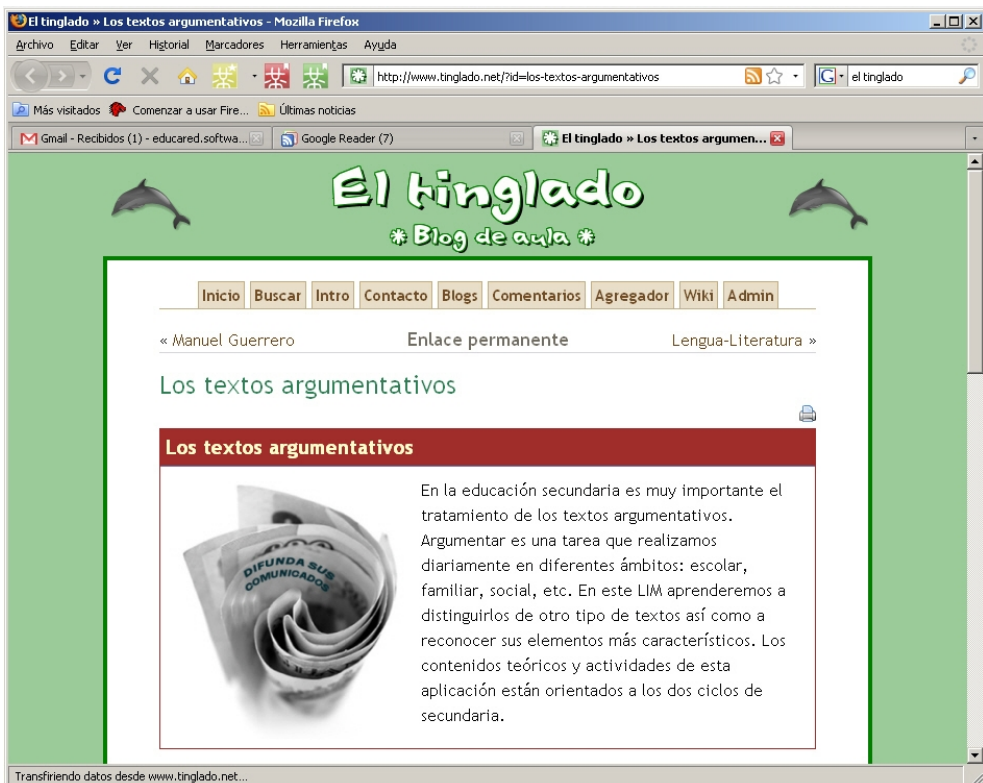 El tinglado » Los textos argumentativos - Mozilla Firefox
Archivo Editar Ver Historial Marcadores Herramientas Ayuda
http://www.tinglado.net/?id=los-textos-argumentativos G el tinglado
Más visitados Comenzar a usar Fire... Últimas noticias
Gmail - Recibidos (1) - educared.softwa... Google Reader (7) El tinglado » Los textos argumen...
El tinglado
* Blog de aula *
Inicio Buscar Intro Contacto Blogs Comentarios Agregador Wiki Admin
« Manuel Guerrero Enlace permanente Lengua-Literatura »
Los textos argumentativos
Los textos argumentativos
DIFUNDA SUS
COMUNICADOS
En la educación secundaria es muy importante el
tratamiento de los textos argumentativos.
Argumentar es una tarea que realizamos
diariamente en diferentes ámbitos: escolar,
familiar, social, etc. En este LIM aprenderemos a
distinguirlos de otro tipo de textos así como a
reconocer sus elementos más característicos. Los
contenidos teóricos y actividades de esta
aplicación están orientados a los dos ciclos de
secundaria.
Transfiriendo datos desde www.tinglado.net...